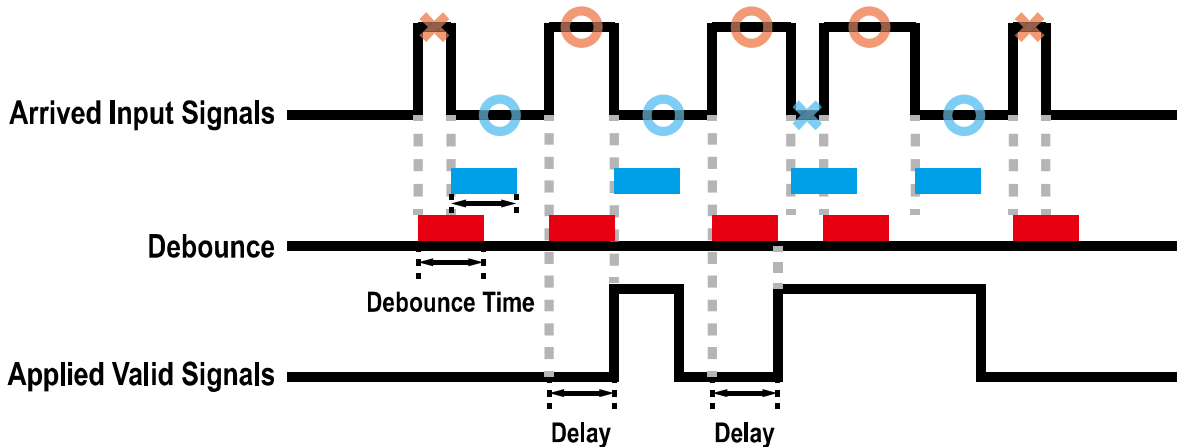 Arrived Input Signals
Debounce
Debounce Time
Applied Valid Signals
Delay
Delay